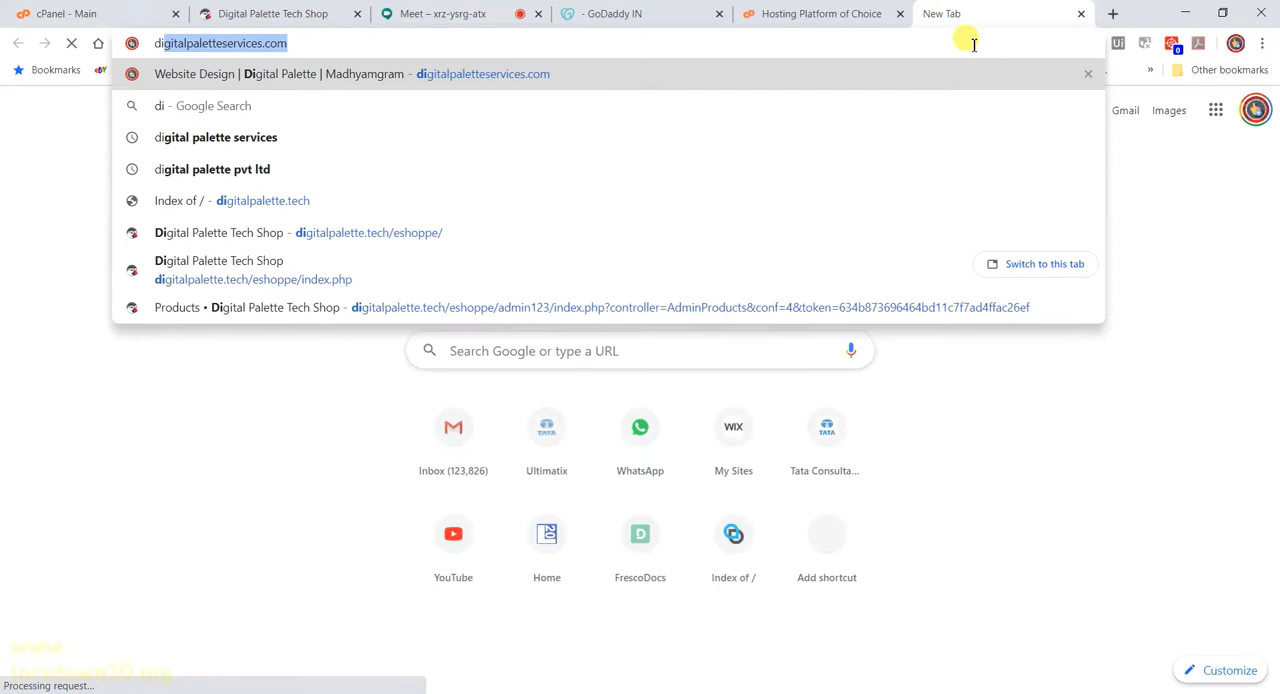 cPanel - Main
Digital Palette Tech Shop
Meet – xrz-ysrg-atx
- GoDaddy IN
Hosting Platform of Choice
New Tab
digitalpaletteservices.com
Bookmarks
Other bookmarks
Website Design | Digital Palette | Madhyamgram - digitalpaletteservices.com
di - Google Search
Gmail
Images
digital palette services
digital palette pvt ltd
Index of / - digitalpalette.tech
Digital Palette Tech Shop - digitalpalette.tech/eshoppe/
Digital Palette Tech Shop
digitalpalette.tech/eshoppe/index.php
Switch to this tab
Products • Digital Palette Tech Shop - digitalpalette.tech/eshoppe/admin123/index.php?controller=AdminProducts&conf=4&token=634b873696464bd11c7f7ad4ffac26ef
Search Google or type a URL
WIX
TATA
TATA
Inbox (123,826)
Ultimatix
WhatsApp
My Sites
Tata Consulta...
D
YouTube
Home
FrescoDocs
Index of /
Add shortcut
Customize
Processing request...